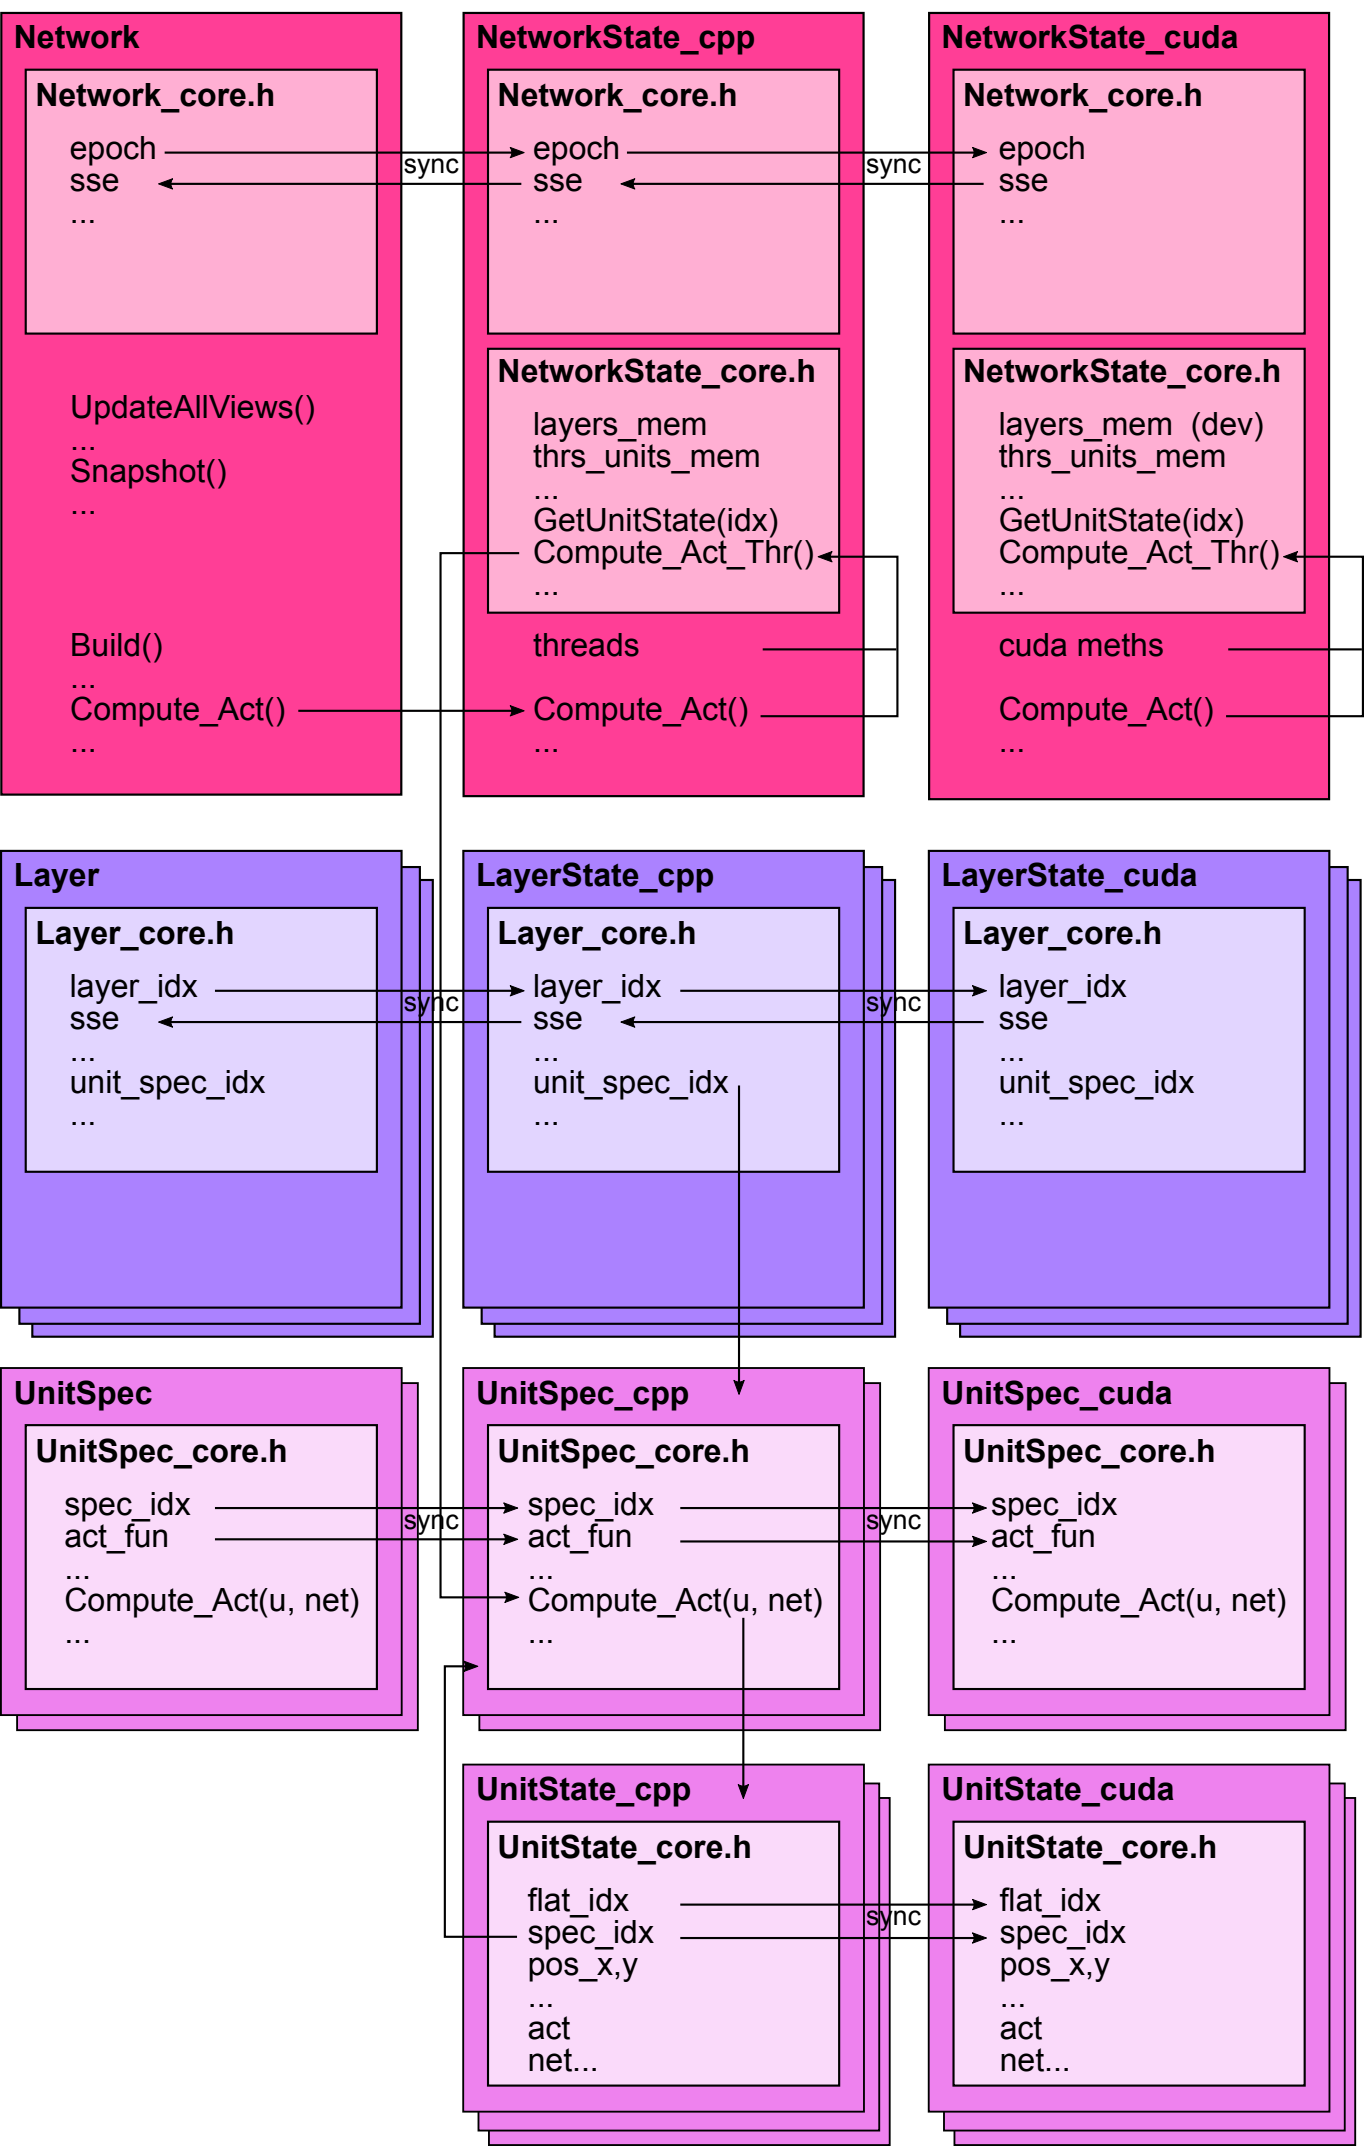 Network
Network_core.h
epoch
sse
...
UpdateAllViews()
...
Snapshot()
...
Build()
...
Compute_Act()
...
sync
NetworkState_cpp
Network_core.h
epoch
sse
...
NetworkState_core.h
layers_mem
thrs_units_mem
...
GetUnitState(idx)
Compute_Act_Thr()
...
threads
Compute_Act()
...
sync
NetworkState_cuda
Network_core.h
epoch
sse
...
NetworkState_core.h
layers_mem (dev)
thrs_units_mem
...
GetUnitState(idx)
Compute_Act_Thr()
...
cuda meths
Compute_Act()
...
Layer
Layer_core.h
layer_idx
sse
...
unit_spec_idx
...
sync
LayerState_cpp
Layer_core.h
layer_idx
sse
...
unit_spec_idx
...
sync
LayerState_cuda
Layer_core.h
layer_idx
sse
...
unit_spec_idx
...
UnitSpec
UnitSpec_core.h
spec_idx
act_fun
...
Compute_Act(u, net)
...
sync
UnitSpec_cpp
UnitSpec_core.h
spec_idx
act_fun
...
Compute_Act(u, net)
...
sync
UnitSpec_cuda
UnitSpec_core.h
spec_idx
act_fun
...
Compute_Act(u, net)
...
UnitState_cpp
UnitState_core.h
flat_idx
spec_idx
pos_x,y
...
act
net...
sync
UnitState_cuda
UnitState_core.h
flat_idx
spec_idx
pos_x,y
...
act
net...